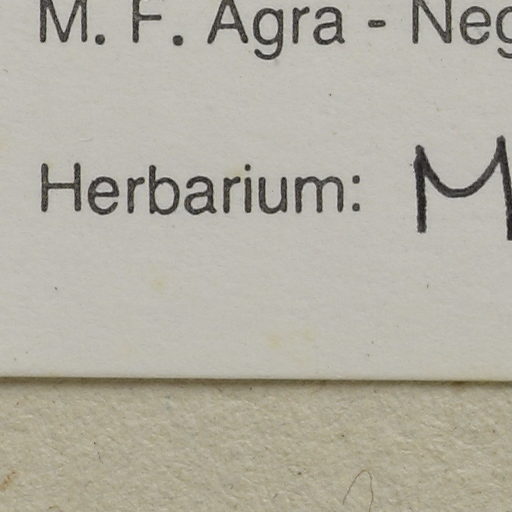 M. F. Agra - Neg
Herbarium: M